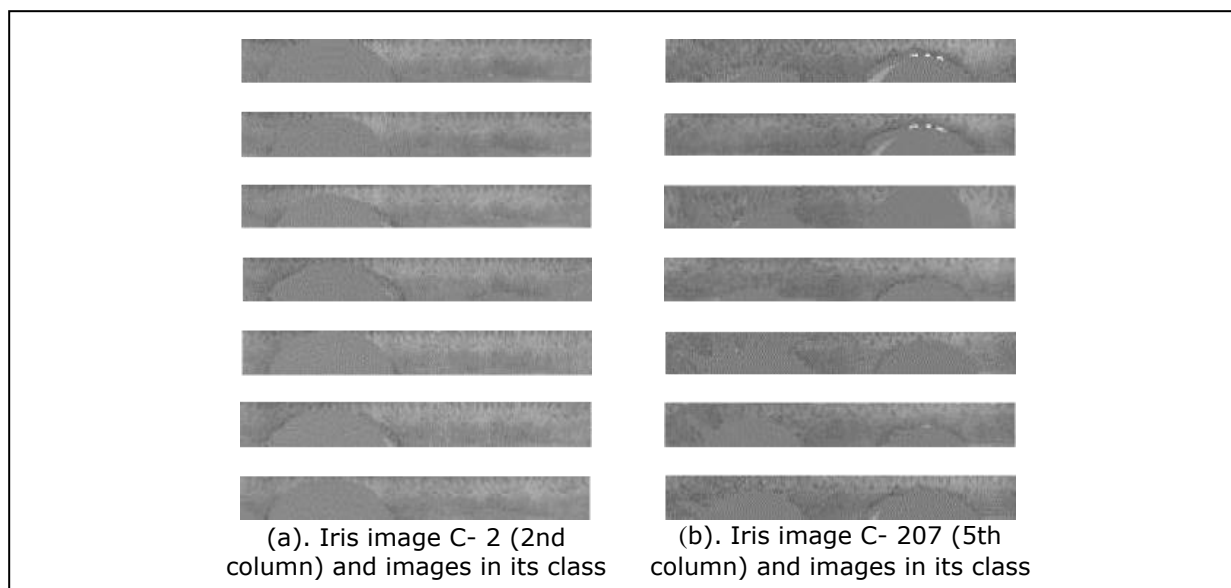 (a). Iris image C- 2 (2nd
column) and images in its class
(b). Iris image C- 207 (5th
column) and images in its class